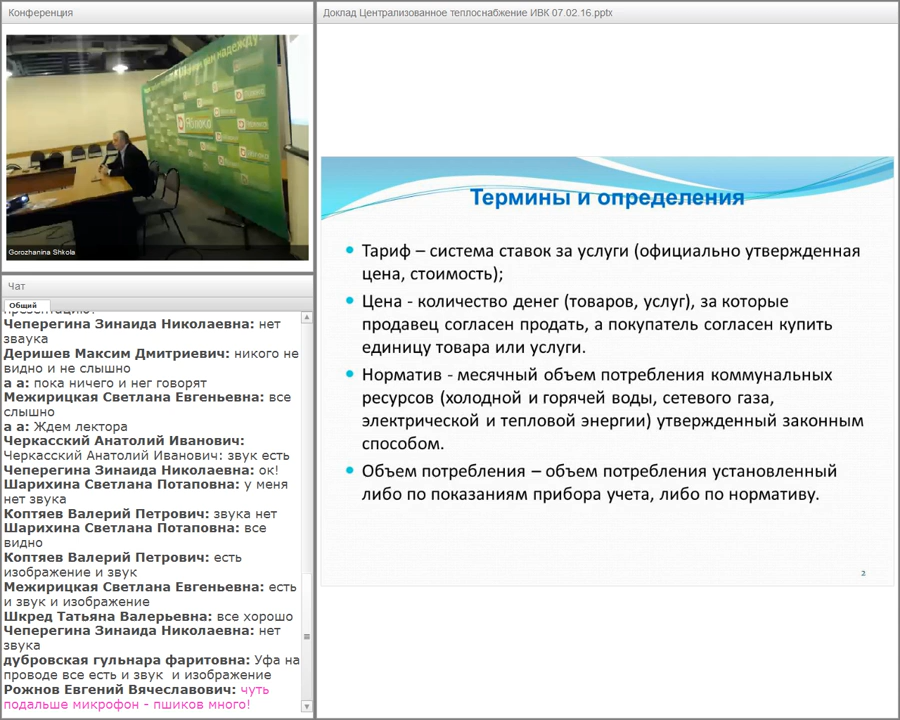 Конференция
Яблоко
Gorozhanina Shkola
Чат
Общий
презентацию?
Чеперегина Зинаида Николаевна: нет
зваука
Деришев Максим Дмитриевич: никого не
видно и не слышно
а а: пока ничего и нег говорят
Межирицкая Светлана Евгеньевна: все
слышно
а а: Ждем лектора
Черкасский Анатолий Иванович:
Черкасский Анатолий Иванович: звук есть
Чеперегина Зинаида Николаевна: ок!
Шарихина Светлана Потаповна: у меня
нет звука
Коптяев Валерий Петрович: звука нет
Шарихина Светлана Потаповна: все
видно
Коптяев Валерий Петрович: есть
изображение и звук
Межирицкая Светлана Евгеньевна: есть
и звук и изображение
Шкред Татьяна Валерьевна: все хорошо
Чеперегина Зинаида Николаевна: нет
звука
дубровская гульнара фаритовна: Уфа на
проводе все есть и звук и изображение
Рожнов Евгений Вячеславович: чуть
подальше микрофон - пшиков много!
Доклад Централизованное теплоснабжение ИВК 07.02.16.pptx
Термины и определения
Тариф – система ставок за услуги (официально утвержденная
цена, стоимость);
Цена - количество денег (товаров, услуг), за которые
продавец согласен продать, а покупатель согласен купить
единицу товара или услуги.
Норматив - месячный объем потребления коммунальных
ресурсов (холодной и горячей воды, сетевого газа,
электрической и тепловой энергии) утвержденный законным
способом.
Объем потребления – объем потребления установленный
либо по показаниям прибора учета, либо по нормативу.
2